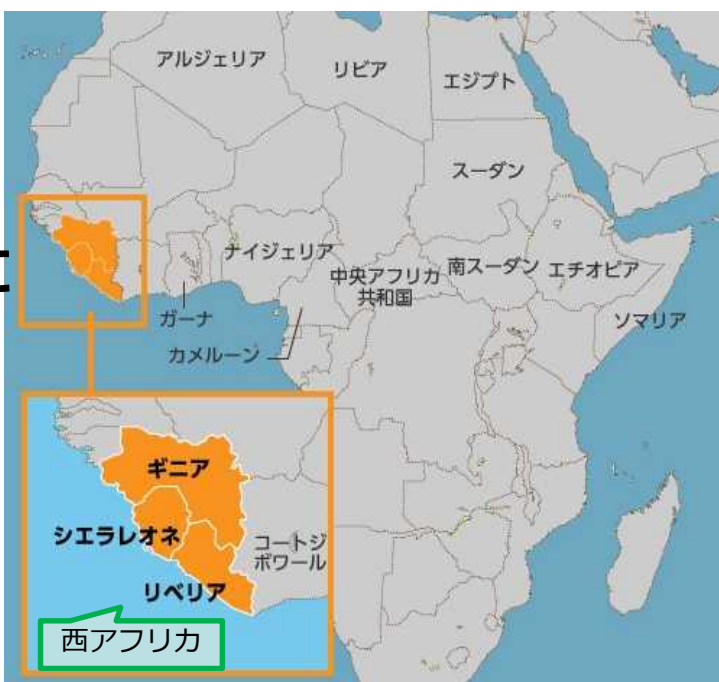 アルジェリア
リビア
エジプト
スーダン
ナイジェリア
中央アフリカ
共和国
南スーダン
エチオピア
ソマリア
ガーナ
カメルーン
ギニア
シエラレオネ
コートジ
ボワール
リベリア
西アフリカ